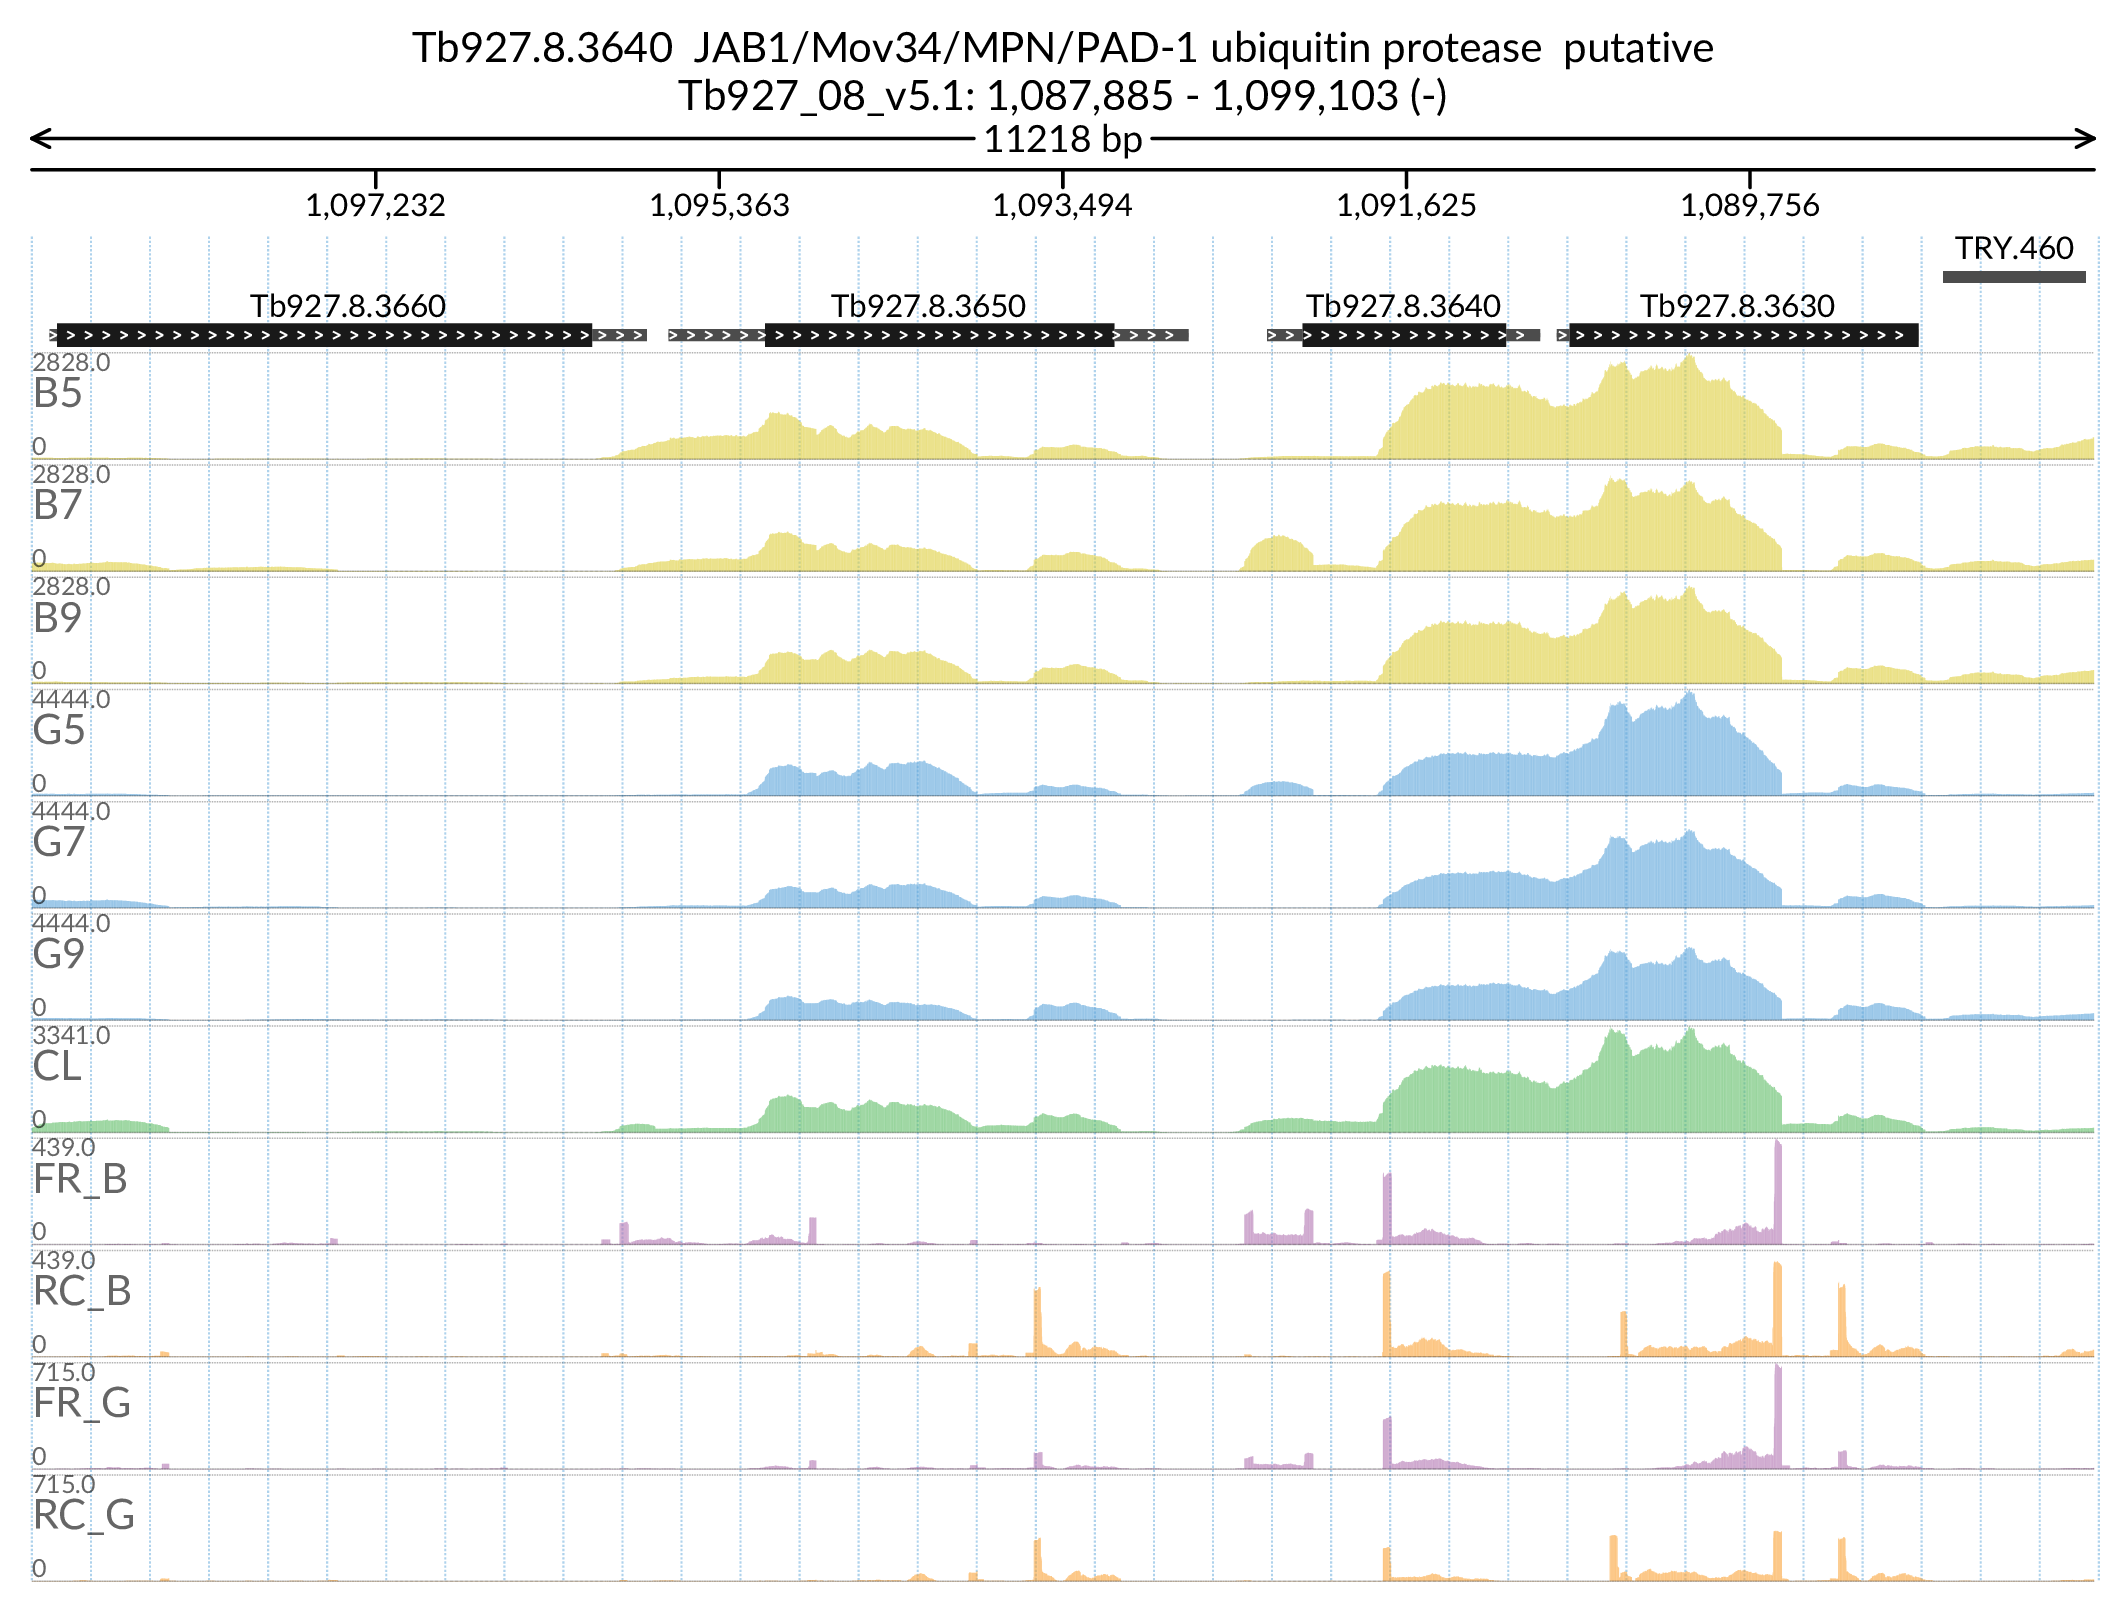 Tb927.8.3640  JAB1/Mov34/MPN/PAD-1 ubiquitin protease  putative
Tb927_08_v5.1: 1,087,885 - 1,099,103 (-)
11218 bp
1,097,232 1,095,363 1,093,494 1,091,625 1,089,756
TRY.460
Tb927.8.3660 Tb927.8.3650 Tb927.8.3640 Tb927.8.3630
2828.0
B5
0
2828.0
B7
0
2828.0
B9
0
4444.0
G5
0
4444.0
G7
0
4444.0
G9
0
3341.0
CL
0
439.0
FR_B
0
439.0
RC_B
0
715.0
FR_G
0
715.0
RC_G
0